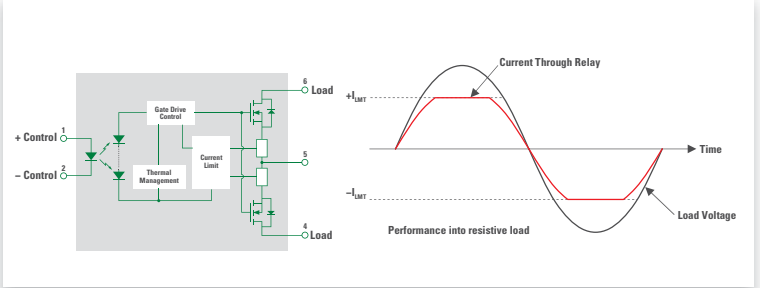 6
Load
Gate Drive
Control
1
+ Control
2
– Control
Current
Limit
Thermal
Management
5
4
Load
Current Through Relay
+I_LMT
Time
–I_LMT
Load Voltage
Performance into resistive load